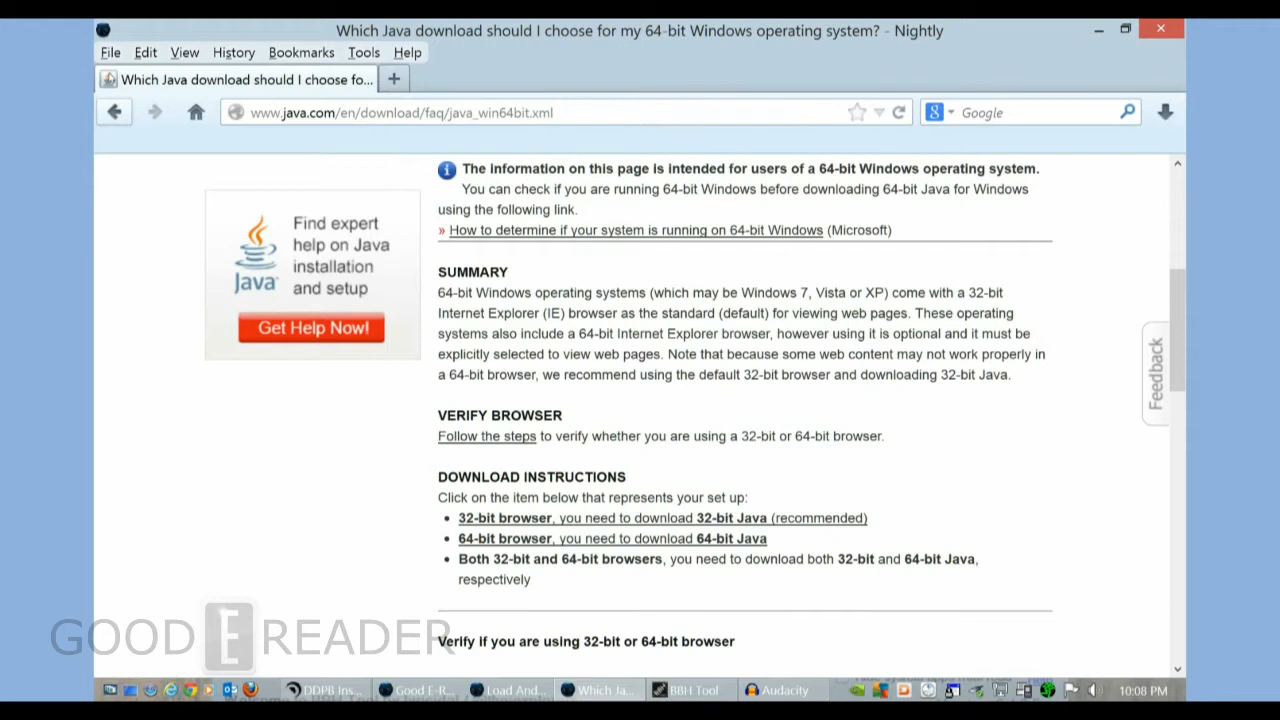 Which Java download should I choose for my 64-bit Windows operating system? - Nightly
File Edit View History Bookmarks Tools Help
Which Java download should I choose fo...
www.java.com/en/download/faq/java_win64bit.xml
Google
The information on this page is intended for users of a 64-bit Windows operating system.
You can check if you are running 64-bit Windows before downloading 64-bit Java for Windows
using the following link.
» How to determine if your system is running on 64-bit Windows (Microsoft)
Find expert
help on Java
installation
and setup
Java
Get Help Now!
SUMMARY
64-bit Windows operating systems (which may be Windows 7, Vista or XP) come with a 32-bit
Internet Explorer (IE) browser as the standard (default) for viewing web pages. These operating
systems also include a 64-bit Internet Explorer browser, however using it is optional and it must be
explicitly selected to view web pages. Note that because some web content may not work properly in
a 64-bit browser, we recommend using the default 32-bit browser and downloading 32-bit Java.
Feedback
VERIFY BROWSER
Follow the steps to verify whether you are using a 32-bit or 64-bit browser.
DOWNLOAD INSTRUCTIONS
Click on the item below that represents your set up:
• 32-bit browser, you need to download 32-bit Java (recommended)
• 64-bit browser, you need to download 64-bit Java
• Both 32-bit and 64-bit browsers, you need to download both 32-bit and 64-bit Java,
respectively
GOOD E READER
Verify if you are using 32-bit or 64-bit browser
DDPB Ins... Good E-R... Load And... Which Ja... BBH Tool Audacity 10:08 PM